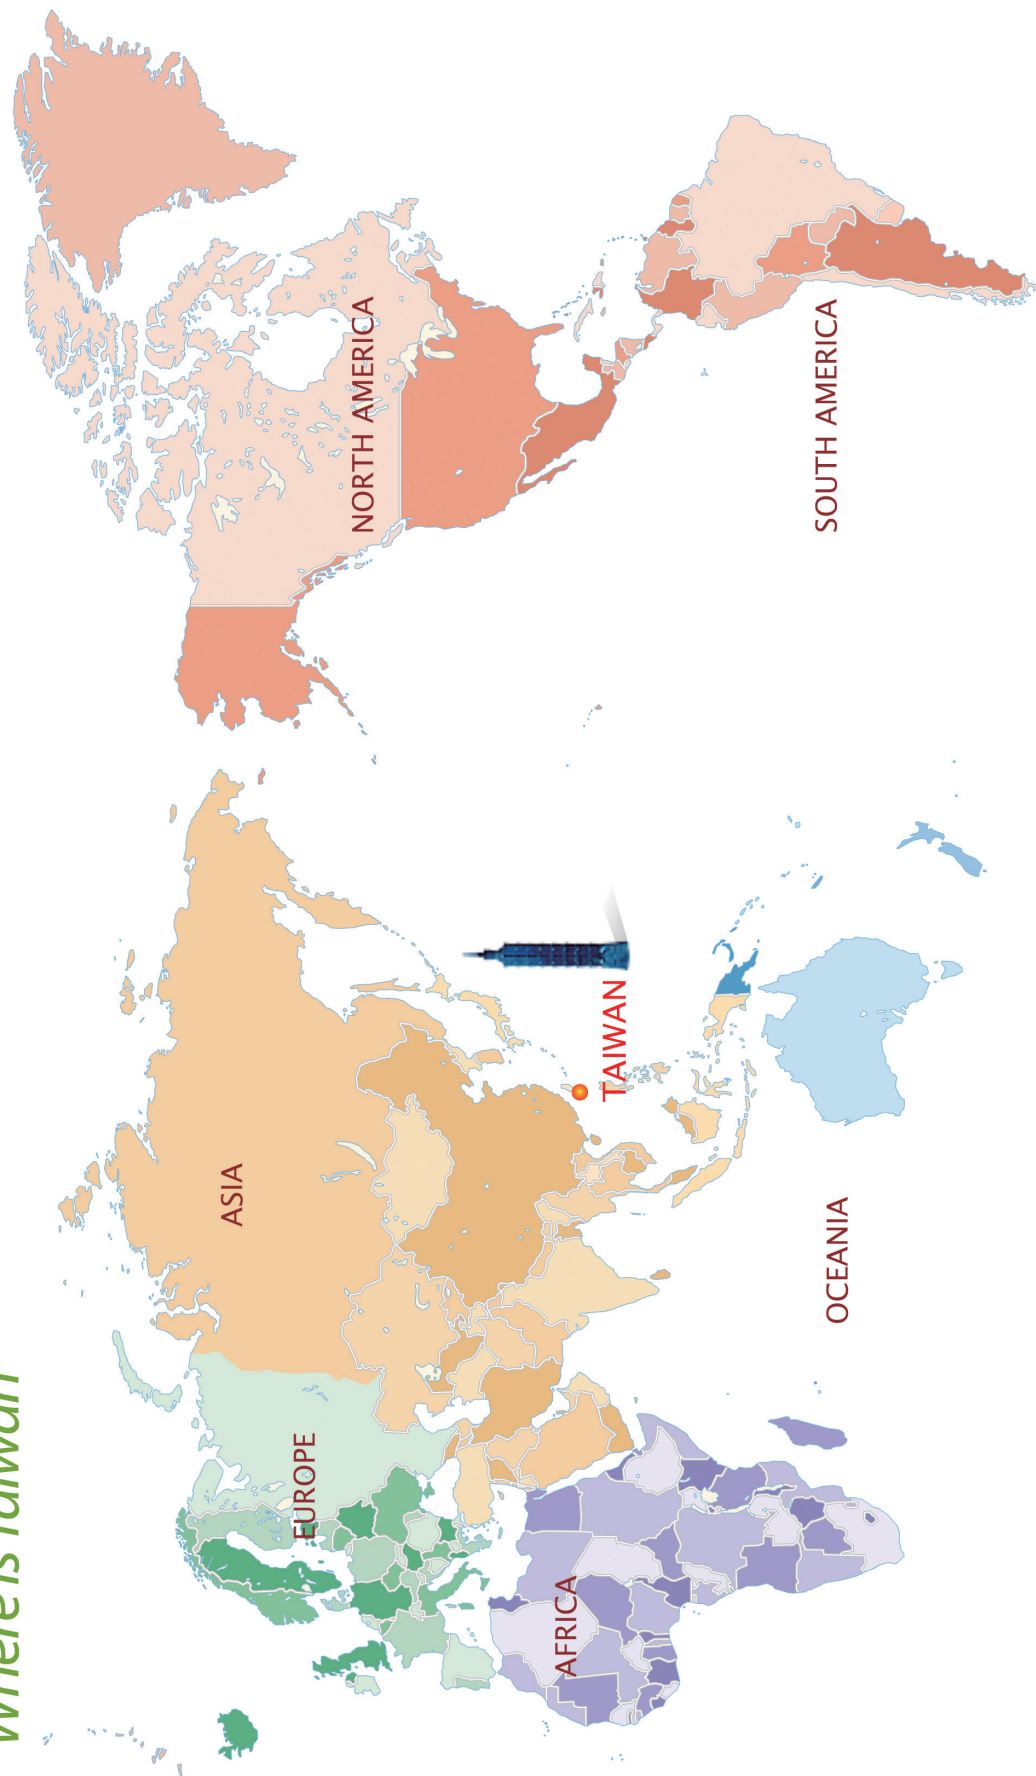 Where is Taiwan
NORTH AMERICA
ASIA
EUROPE
TAIWAN
AFRICA
SOUTH AMERICA
OCEANIA